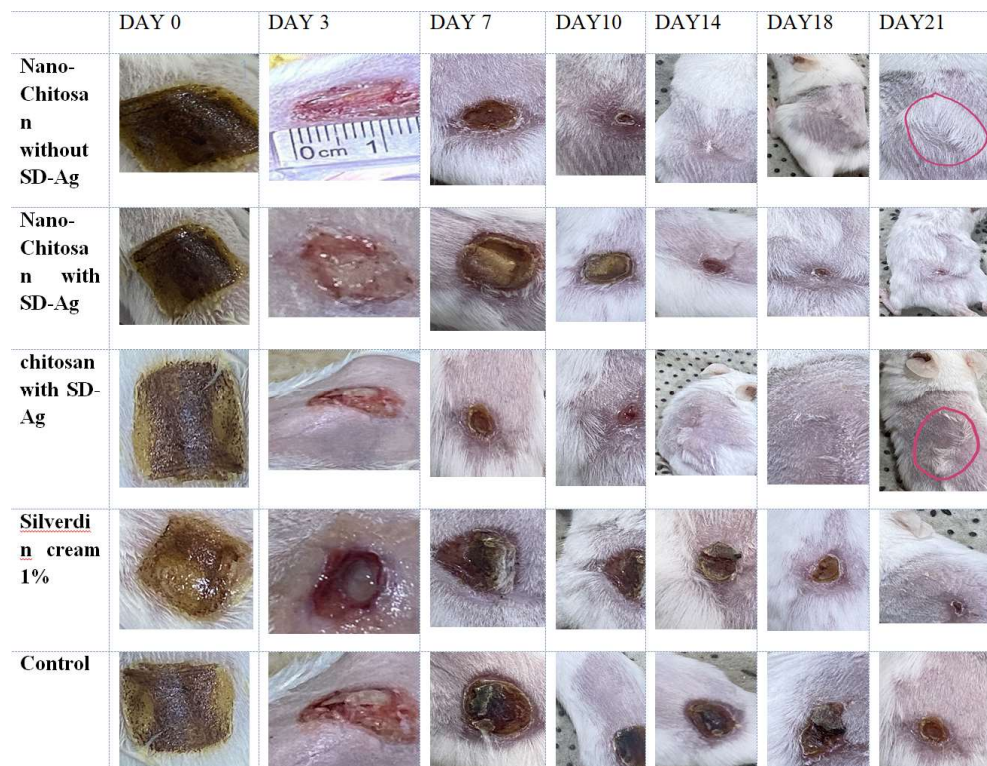 DAY 0 DAY 3 DAY 7 DAY10 DAY14 DAY18 DAY21
Nano-
Chitosa
n
without
SD-Ag
0cm 1
Nano-
Chitosa
n with
SD-Ag
chitosan
with SD-
Ag
Silverdi
n cream
1%
Control